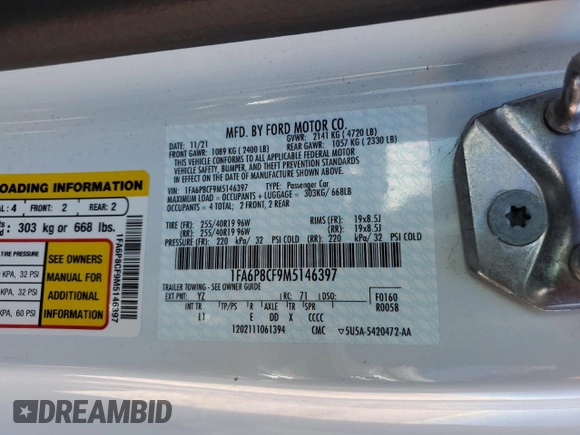 MFD. BY FORD MOTOR CO.
DATE: 11/21 GVWR: 2141 KG (4720 LB)
FRONT GAWR: 1089 KG (2400 LB) REAR GAWR: 1057 KG (2330 LB)
THIS VEHICLE CONFORMS TO ALL APPLICABLE FEDERAL MOTOR
VEHICLE SAFETY, BUMPER, AND THEFT PREVENTION STANDARDS
IN EFFECT ON THE DATE OF MANUFACTURE SHOWN ABOVE.
VIN: 1FA6P8CF9M5146397 TYPE: Passenger Car
MAXIMUM LOAD = OCCUPANTS + LUGGAGE = 303KG/ 668LB
OCCUPANTS = 4 TOTAL: 2 FRONT, 2 REAR
TIRE (FF) 255/40R19 96W RIMS (FF) 19x8.5J
(RR) 255/40R19 96W (RR) 19x8.5J
PRESSURE (FF) 220 kPa/ 32 PSI COLD (RR) 220 kPa/ 32 PSI COLD
1FA6P8CF9M5146397
TRAILER TOWING - SEE OWNER GUIDE
EXT PNT: YZ RC: 71 DSO: F0160
INT TR TP/PS R AXLE TR SPR R0058
11 E DD X CCCC
1202111061394 CMC 5U5A-5420472-AA
LOADING INFORMATION
: 4 FRONT: 2 REAR: 2
: 303 kg or 668 lbs.
TIRE PRESSURE
KPA, 32 PSI
KPA, 32 PSI
KPA, 60 PSI
SEE OWNERS
MANUAL FOR
ADDITIONAL
INFORMATION
1FA6P8CF9M5146397
DREAMBID